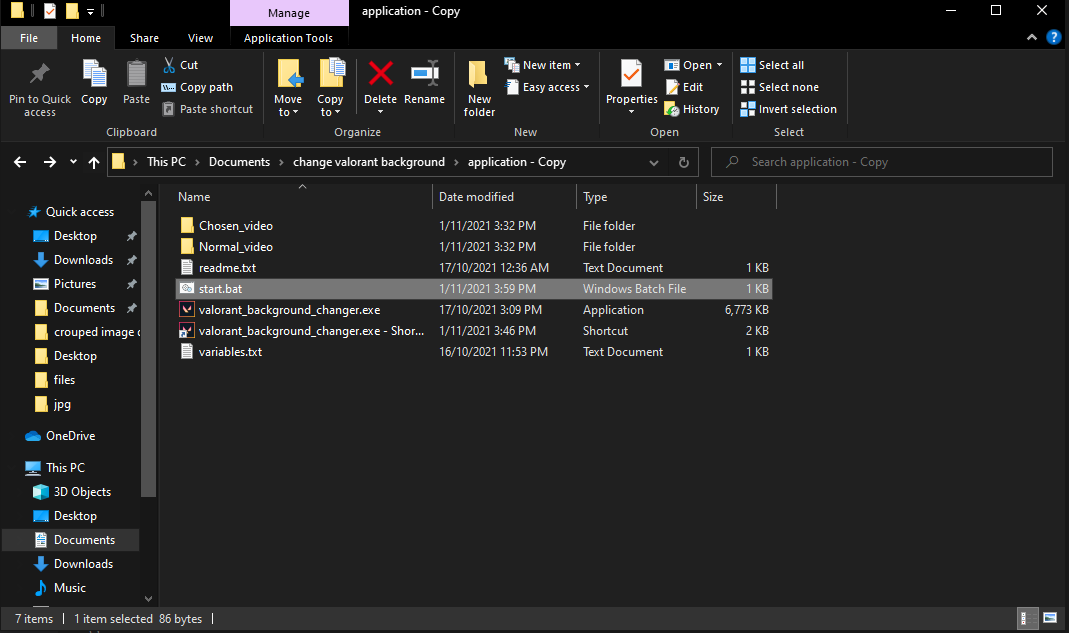 Manage
application - Copy
File
Home
Share
View
Application Tools
?
Pin to Quick
access
Copy
Paste
Cut
Copy path
Paste shortcut
Clipboard
Move
to
Copy
to
Delete
Rename
Organize
New
folder
New item
Easy access
New
Properties
Open
Edit
History
Open
Select all
Select none
Invert selection
Select
This PC > Documents > change valorant background > application - Copy
Search application - Copy
Quick access
Desktop
Downloads
Pictures
Documents
crouped image c
Desktop
files
jpg
OneDrive
This PC
3D Objects
Desktop
Documents
Downloads
Music
Name Date modified Type Size
Chosen_video 1/11/2021 3:32 PM File folder
Normal_video 1/11/2021 3:32 PM File folder
readme.txt 17/10/2021 12:36 AM Text Document 1 KB
start.bat 1/11/2021 3:59 PM Windows Batch File 1 KB
valorant_background_changer.exe 17/10/2021 3:09 PM Application 6,773 KB
valorant_background_changer.exe - Shor... 1/11/2021 3:46 PM Shortcut 2 KB
variables.txt 16/10/2021 11:53 PM Text Document 1 KB
7 items | 1 item selected 86 bytes |